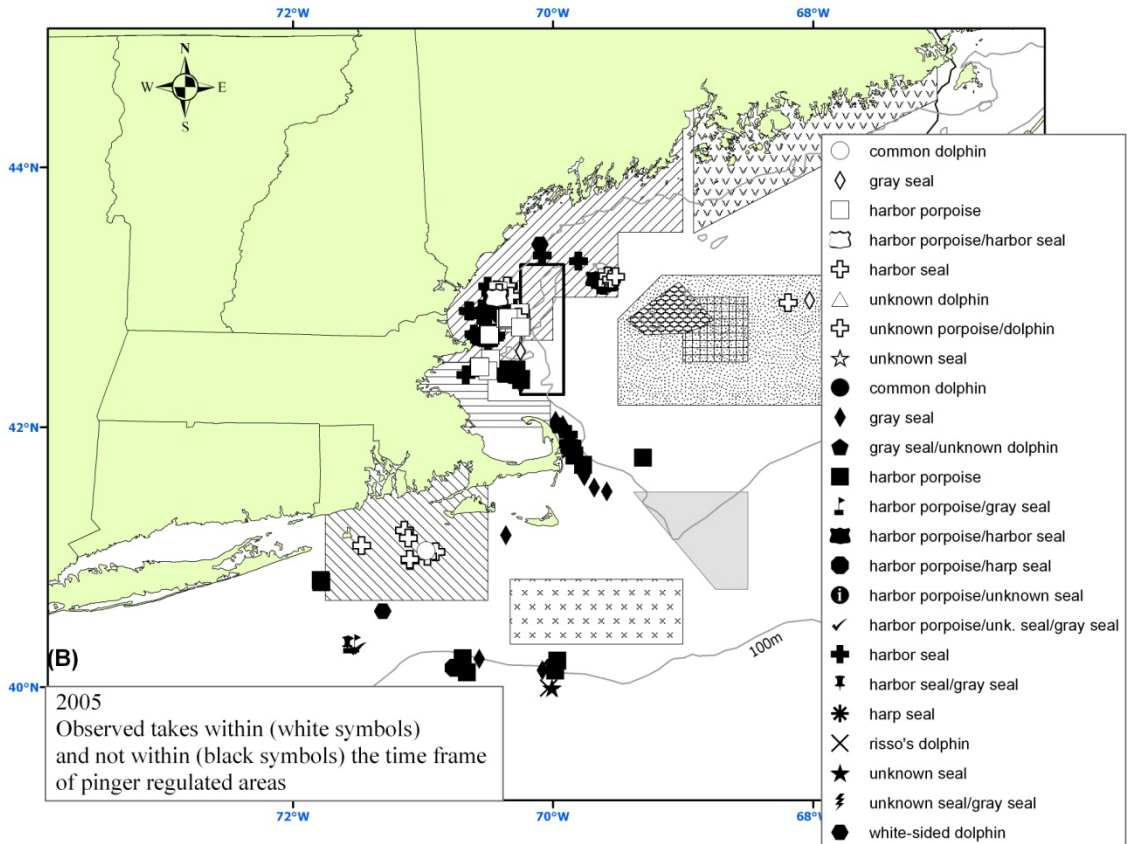 72°W
70°W
68°W
N
W
E
S
44°N
42°N
40°N
(B)
100m
2005
Observed takes within (white symbols)
and not within (black symbols) the time frame
of pinger regulated areas
72°W
70°W
68°W
common dolphin
gray seal
harbor porpoise
harbor porpoise/harbor seal
harbor seal
unknown dolphin
unknown porpoise/dolphin
unknown seal
common dolphin
gray seal
gray seal/unknown dolphin
harbor porpoise
harbor porpoise/gray seal
harbor porpoise/harbor seal
harbor porpoise/harp seal
harbor porpoise/unknown seal
harbor porpoise/unk. seal/gray seal
harbor seal
harbor seal/gray seal
harp seal
risso's dolphin
unknown seal
unknown seal/gray seal
white-sided dolphin